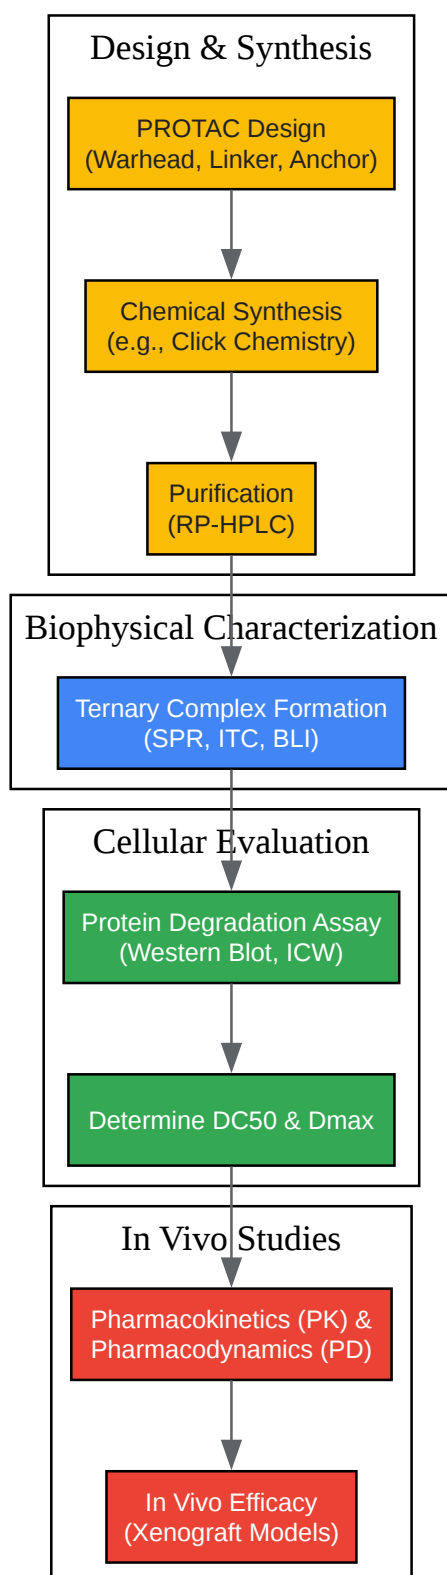 Design & Synthesis
PROTAC Design
(Warhead, Linker, Anchor)
Chemical Synthesis
(e.g., Click Chemistry)
Purification
(RP-HPLC)
Biophysical Characterization
Ternary Complex Formation
(SPR, ITC, BLI)
Cellular Evaluation
Protein Degradation Assay
(Western Blot, ICW)
Determine DC50 & Dmax
In Vivo Studies
Pharmacokinetics (PK) &
Pharmacodynamics (PD)
In Vivo Efficacy
(Xenograft Models)